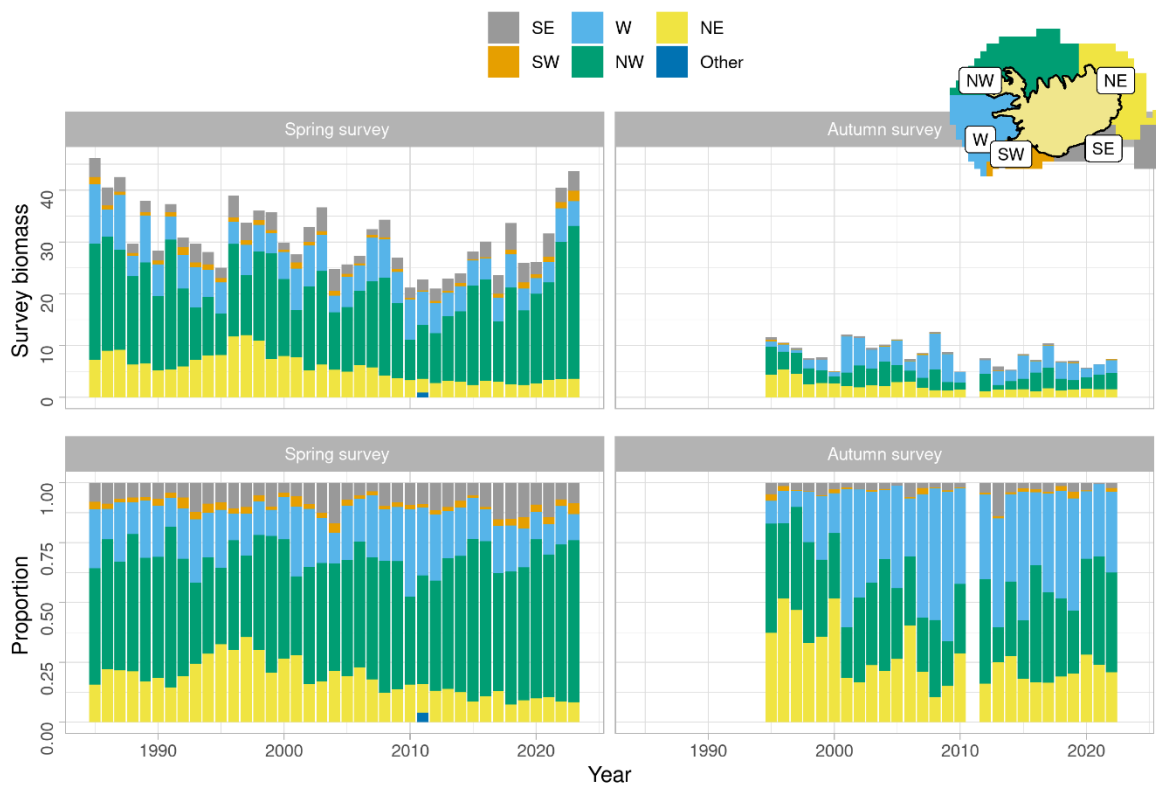 SE W NE
SW NW Other
NW NE
W SW SE
Spring survey Autumn survey
Survey biomass
40
30
20
10
0
Spring survey Autumn survey
Proportion
1.00
0.75
0.50
0.25
0.00
1990 2000 2010 2020 1990 2000 2010 2020
Year